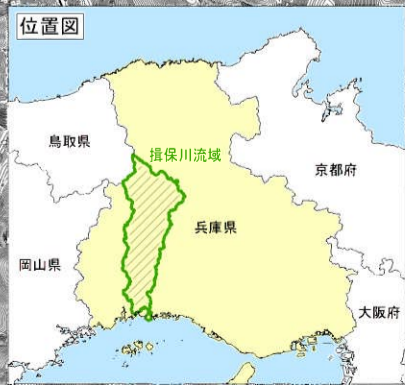 位置図
鳥取県
揖保川流域
京都府
兵庫県
岡山県
大阪府